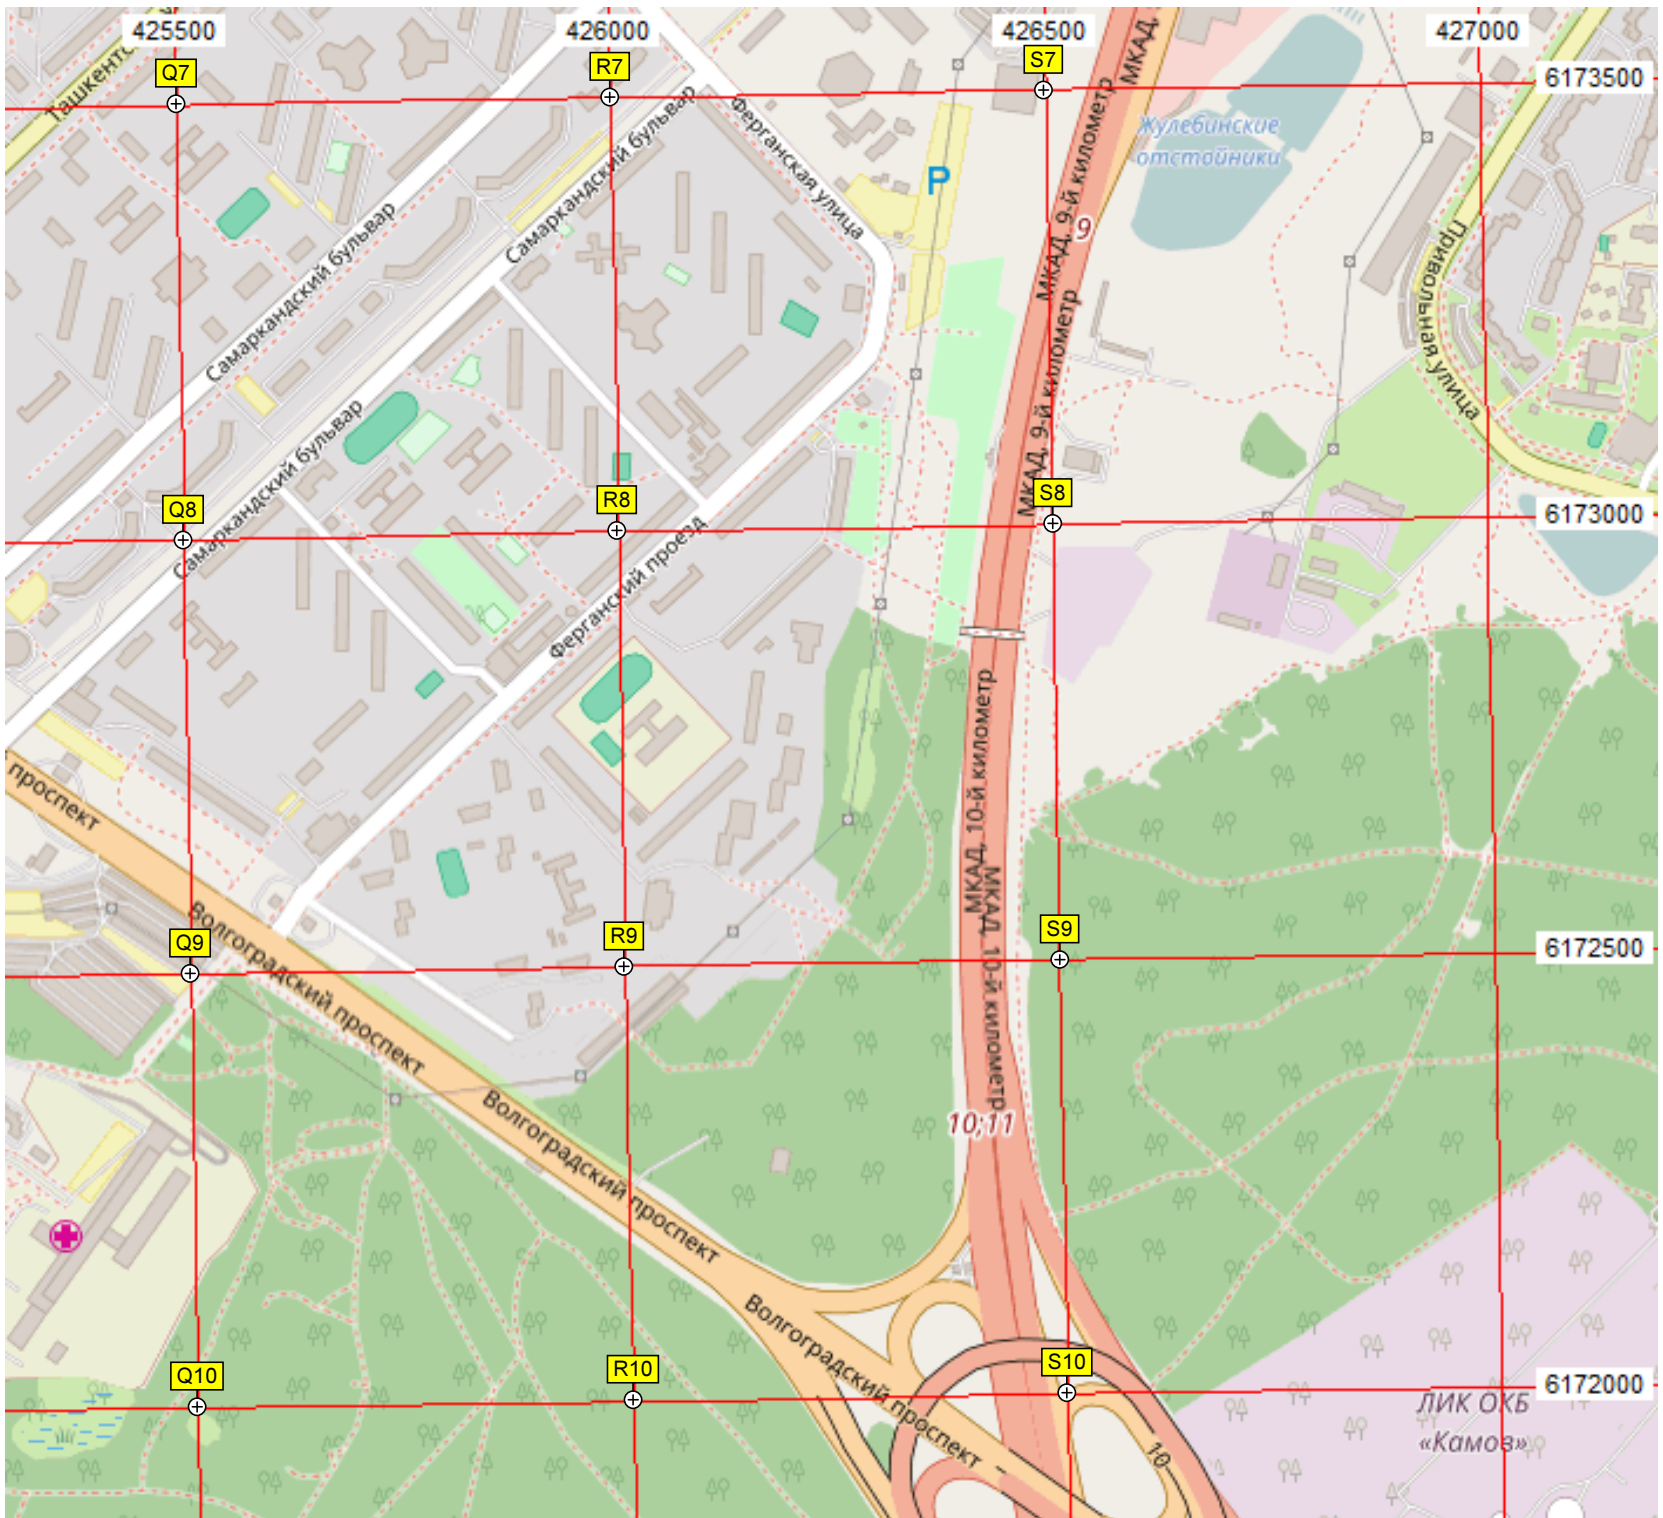 425500
426000
426500
427000
Q7
R7
S7
6173500
Ташкентс
МКАД,
Самаркандский бульвар
Ферганская улица
P
МКАД, 9-й километр
9
Жулебинские
отстойники
Самаркандский бульвар
МКАД, 9-й километр
Привольная улица
Самаркандский бульвар
Q8
R8
S8
6173000
Ферганский проезд
проспект
МКАД, 10-й километр
МКАД, 10-й километр
Волгоградский проспект
Q9
R9
S9
6172500
Волгоградский проспект
10;11
Волгоградский проспект
Q10
R10
S10
6172000
10
ЛИК ОКБ
«Камов»